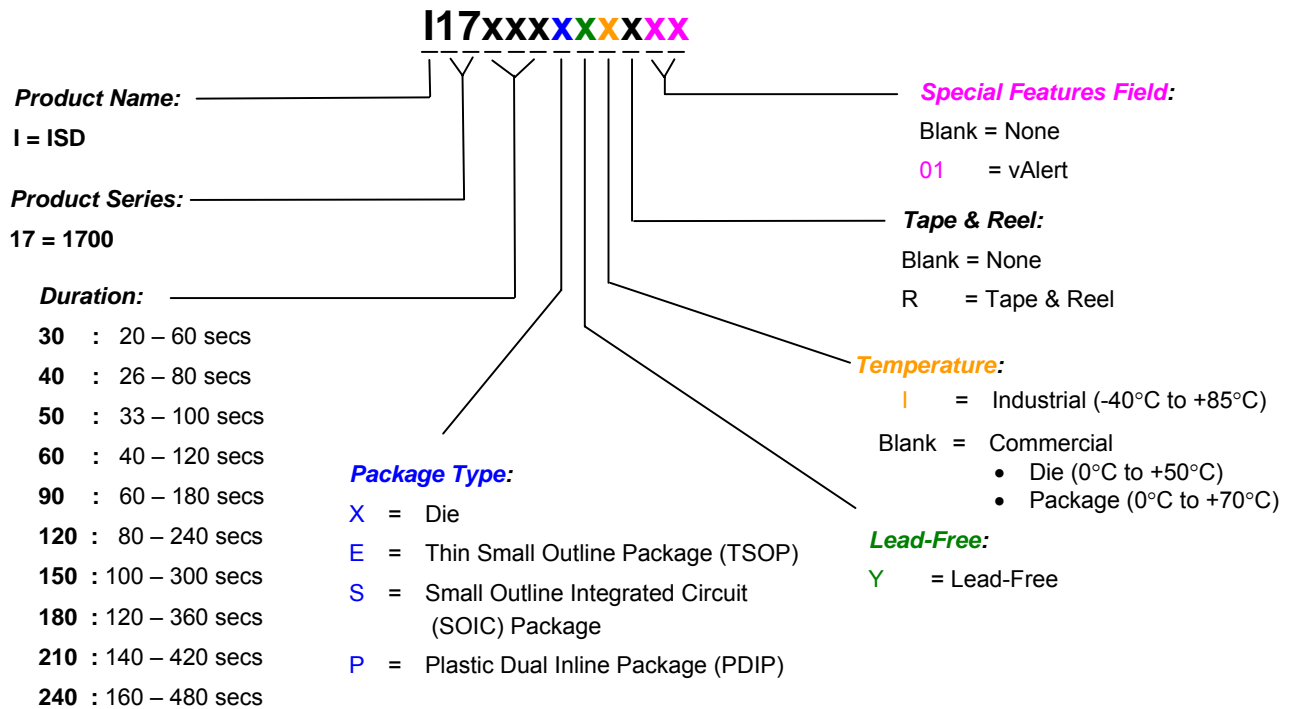 I17xxxxxxxxx
Product Name:
I = ISD
Product Series:
17 = 1700
Duration:
30 : 20 – 60 secs
40 : 26 – 80 secs
50 : 33 – 100 secs
60 : 40 – 120 secs
90 : 60 – 180 secs
120 : 80 – 240 secs
150 : 100 – 300 secs
180 : 120 – 360 secs
210 : 140 – 420 secs
240 : 160 – 480 secs
Package Type:
X = Die
E = Thin Small Outline Package (TSOP)
S = Small Outline Integrated Circuit
(SOIC) Package
P = Plastic Dual Inline Package (PDIP)
Special Features Field:
Blank = None
01 = vAlert
Tape & Reel:
Blank = None
R = Tape & Reel
Temperature:
I = Industrial (-40°C to +85°C)
Blank = Commercial
• Die (0°C to +50°C)
• Package (0°C to +70°C)
Lead-Free:
Y = Lead-Free